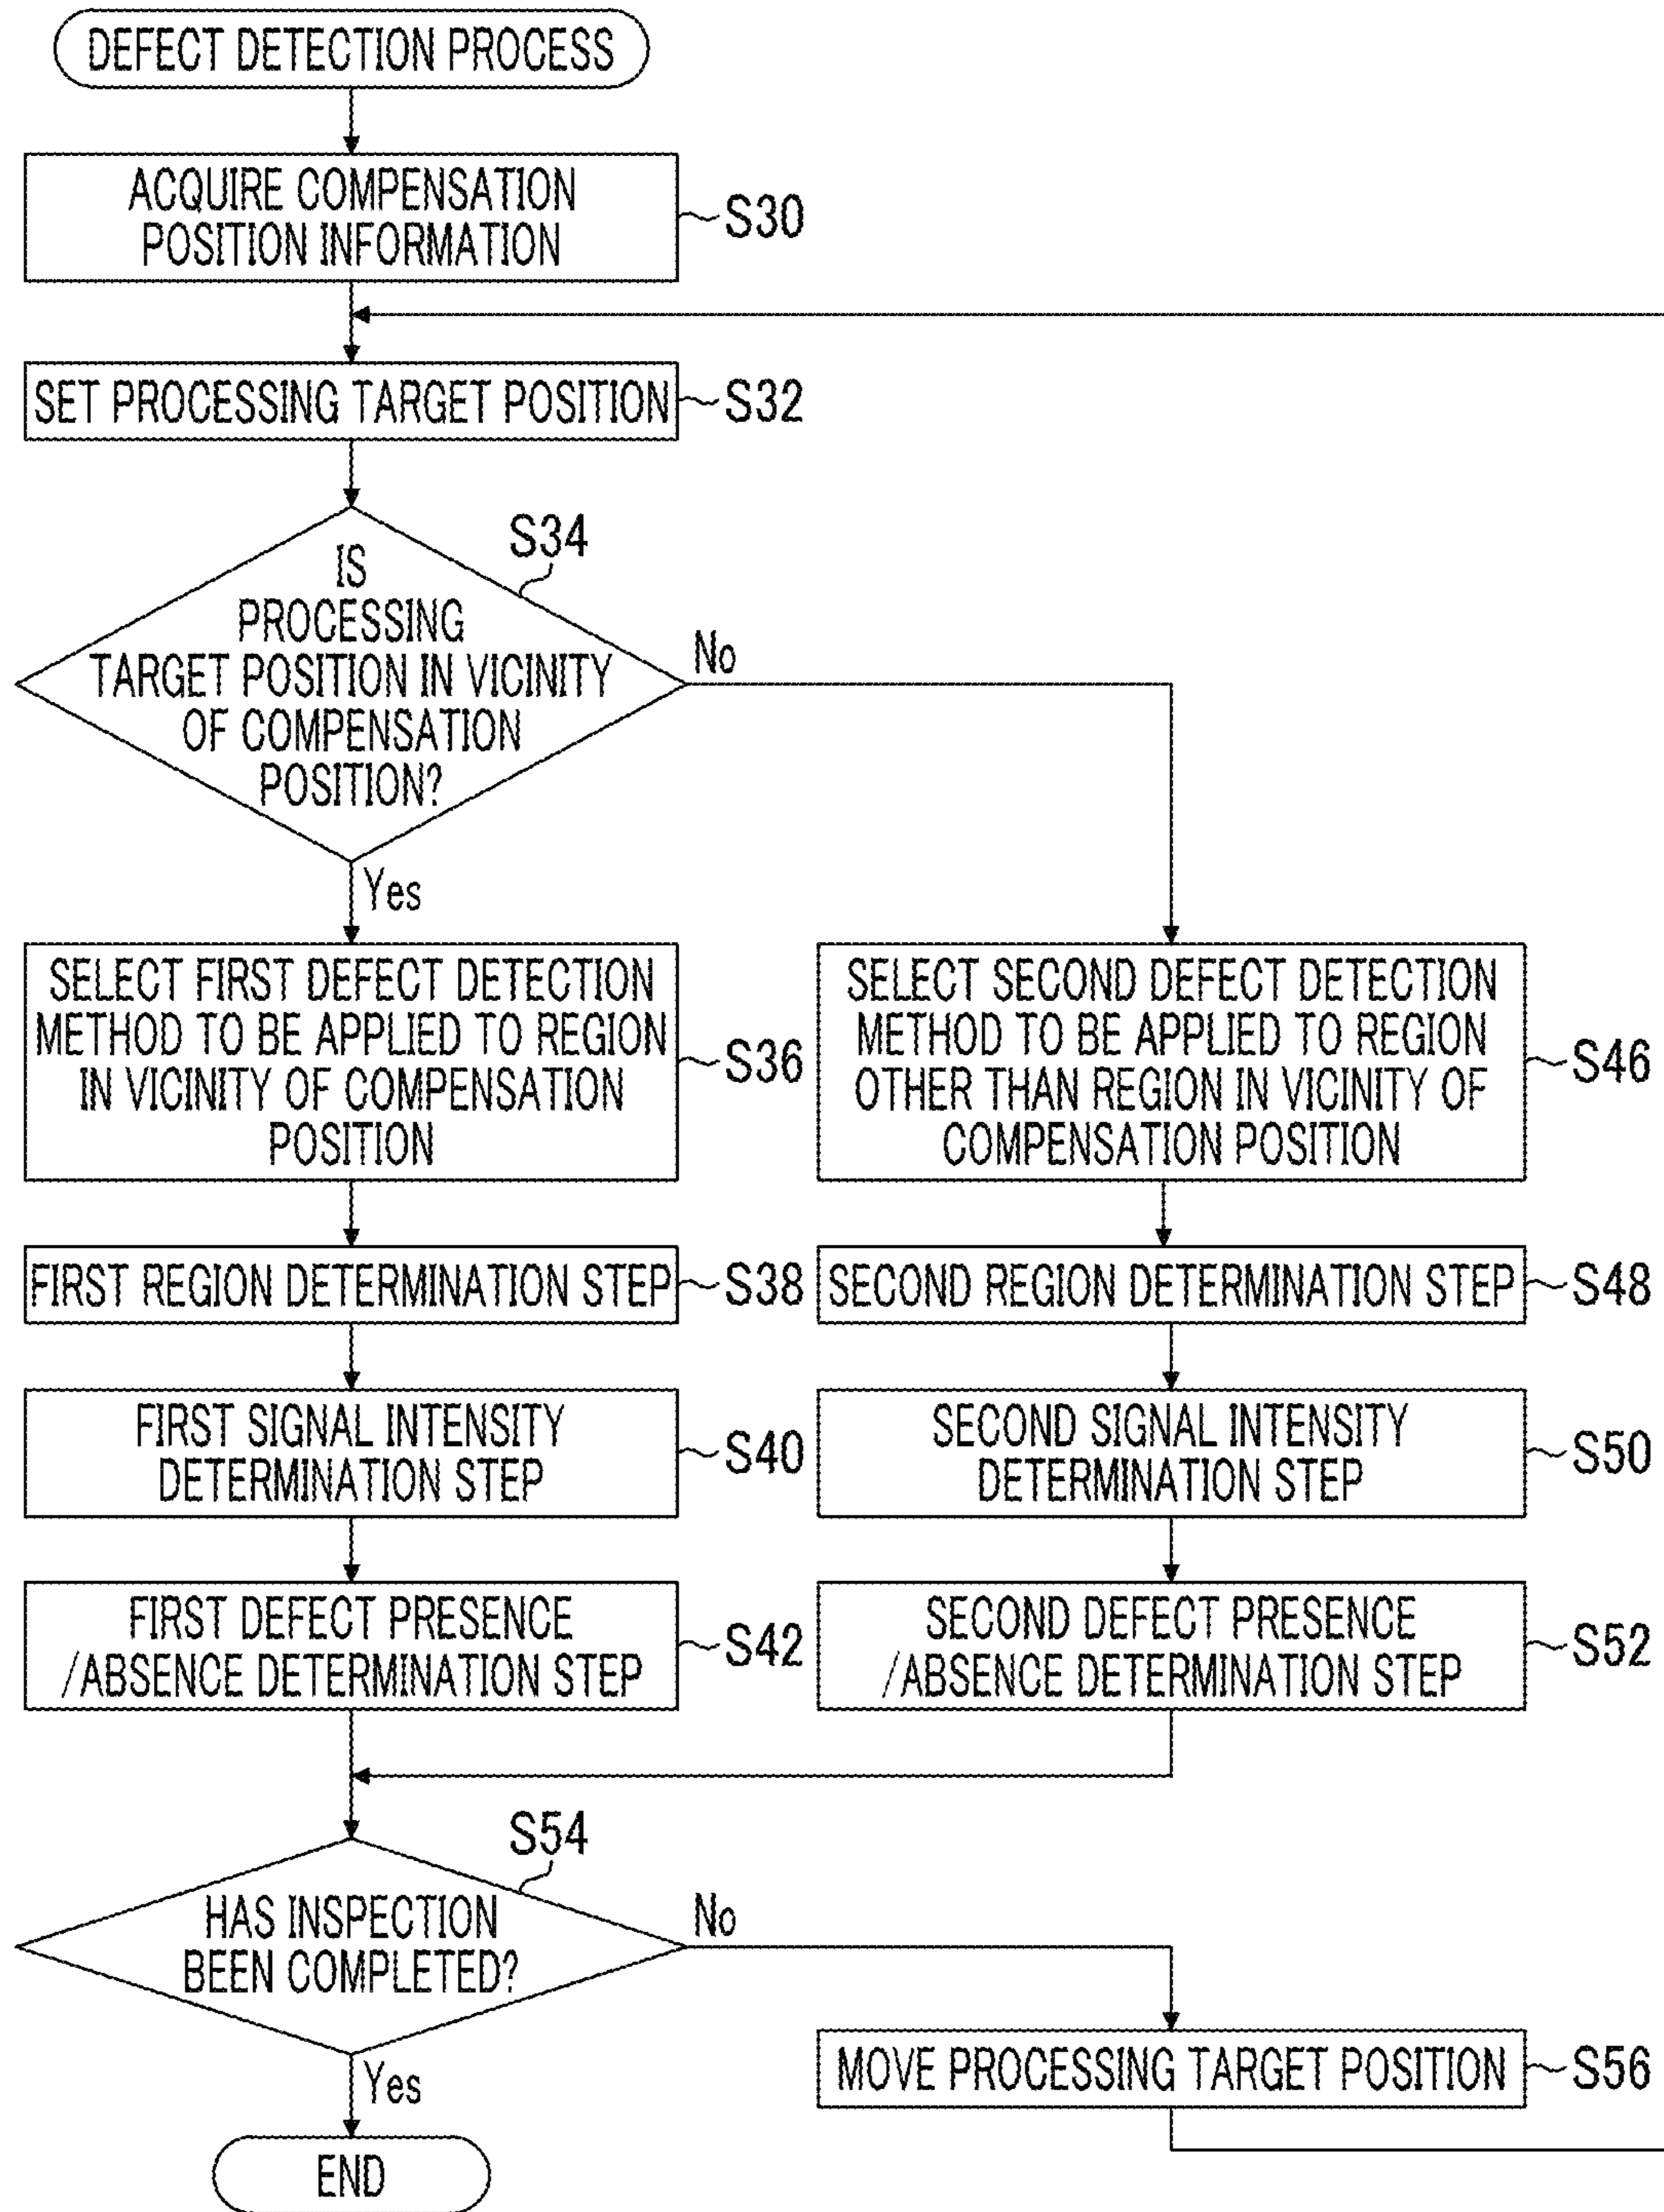 DEFECT DETECTION PROCESS
ACQUIRE COMPENSATION
POSITION INFORMATION
S30
SET PROCESSING TARGET POSITION
S32
S34
IS
PROCESSING
TARGET POSITION IN VICINITY
OF COMPENSATION
POSITION?
No
Yes
SELECT FIRST DEFECT DETECTION
METHOD TO BE APPLIED TO REGION
IN VICINITY OF COMPENSATION
POSITION
S36
SELECT SECOND DEFECT DETECTION
METHOD TO BE APPLIED TO REGION
OTHER THAN REGION IN VICINITY OF
COMPENSATION POSITION
S46
FIRST REGION DETERMINATION STEP
S38
SECOND REGION DETERMINATION STEP
S48
FIRST SIGNAL INTENSITY
DETERMINATION STEP
S40
SECOND SIGNAL INTENSITY
DETERMINATION STEP
S50
FIRST DEFECT PRESENCE
/ABSENCE DETERMINATION STEP
S42
SECOND DEFECT PRESENCE
/ABSENCE DETERMINATION STEP
S52
S54
HAS INSPECTION
BEEN COMPLETED?
No
Yes
MOVE PROCESSING TARGET POSITION
S56
END